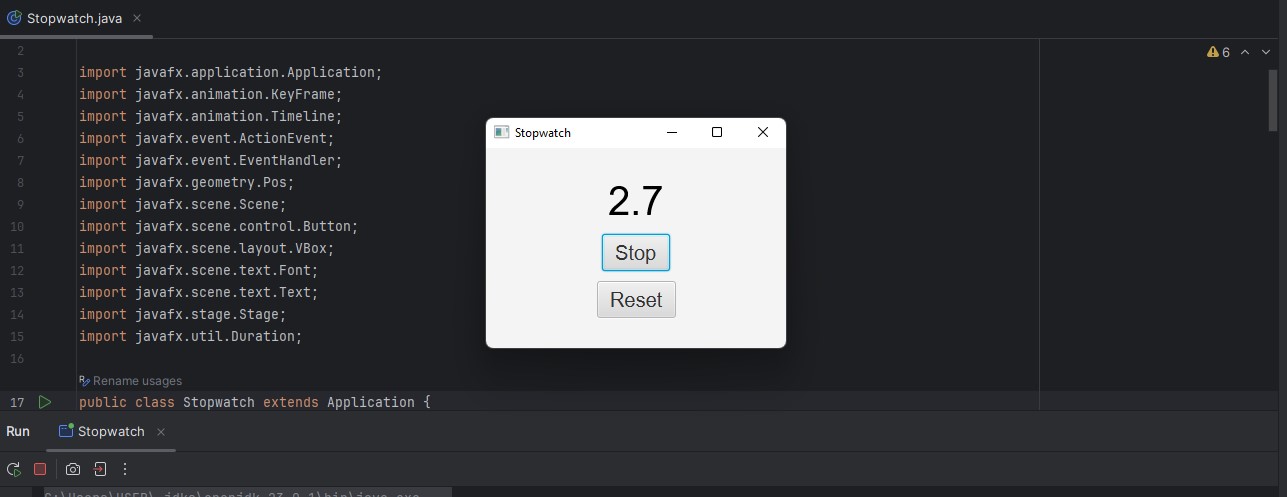 Stopwatch.java
6
2
3 import javafx.application.Application;
4 import javafx.animation.KeyFrame;
5 import javafx.animation.Timeline;
6 import javafx.event.ActionEvent;
7 import javafx.event.EventHandler;
8 import javafx.geometry.Pos;
9 import javafx.scene.Scene;
10 import javafx.scene.control.Button;
11 import javafx.scene.layout.VBox;
12 import javafx.scene.text.Font;
13 import javafx.scene.text.Text;
14 import javafx.stage.Stage;
15 import javafx.util.Duration;
16
Rename usages
17 public class Stopwatch extends Application {
Stopwatch
2.7
Stop
Reset
Run Stopwatch